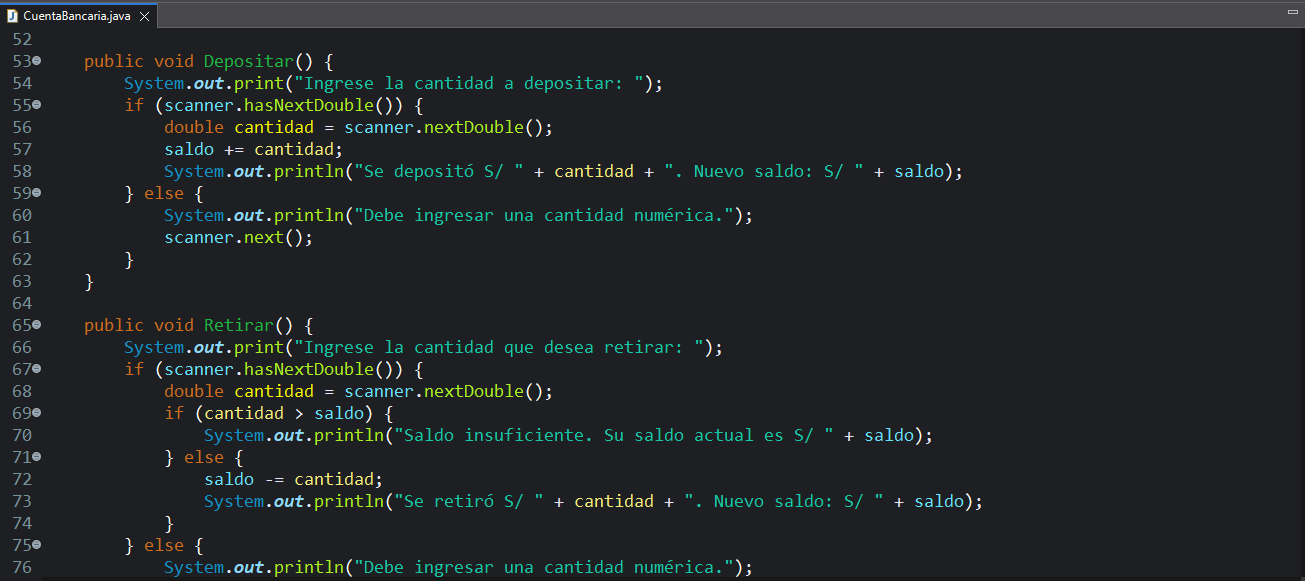 CuentaBancaria.java
52
53 public void Depositar() {
54 System.out.print("Ingrese la cantidad a depositar: ");
55 if (scanner.hasNextDouble()) {
56 double cantidad = scanner.nextDouble();
57 saldo += cantidad;
58 System.out.println("Se depositó S/ " + cantidad + ". Nuevo saldo: S/ " + saldo);
59 } else {
60 System.out.println("Debe ingresar una cantidad numérica.");
61 scanner.next();
62 }
63 }
64
65 public void Retirar() {
66 System.out.print("Ingrese la cantidad que desea retirar: ");
67 if (scanner.hasNextDouble()) {
68 double cantidad = scanner.nextDouble();
69 if (cantidad > saldo) {
70 System.out.println("Saldo insuficiente. Su saldo actual es S/ " + saldo);
71 } else {
72 saldo -= cantidad;
73 System.out.println("Se retiró S/ " + cantidad + ". Nuevo saldo: S/ " + saldo);
74 }
75 } else {
76 System.out.println("Debe ingresar una cantidad numérica.");